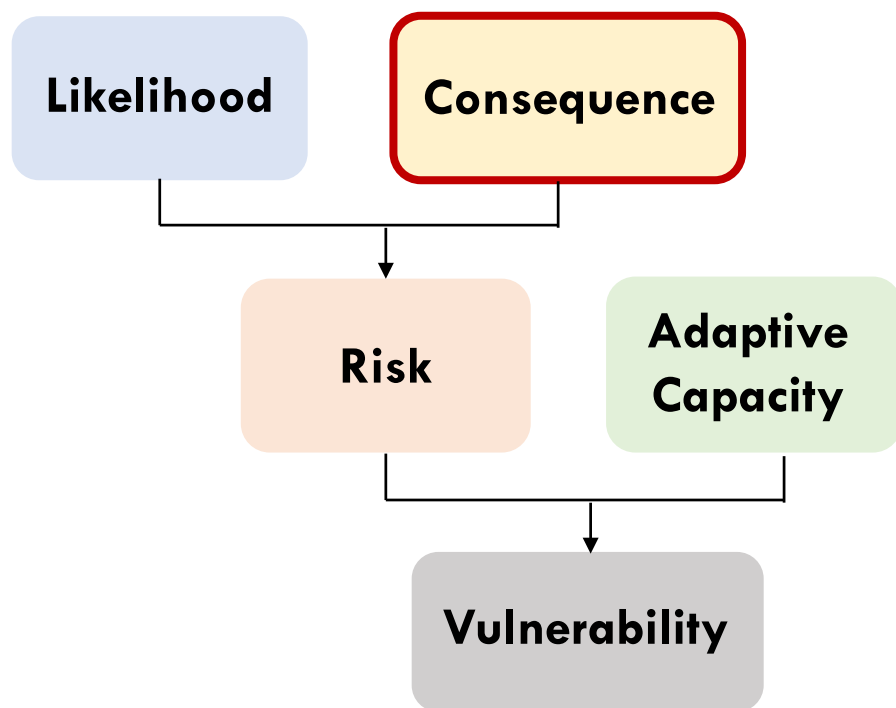 Likelihood
Consequence
Risk
Adaptive
Capacity
Vulnerability